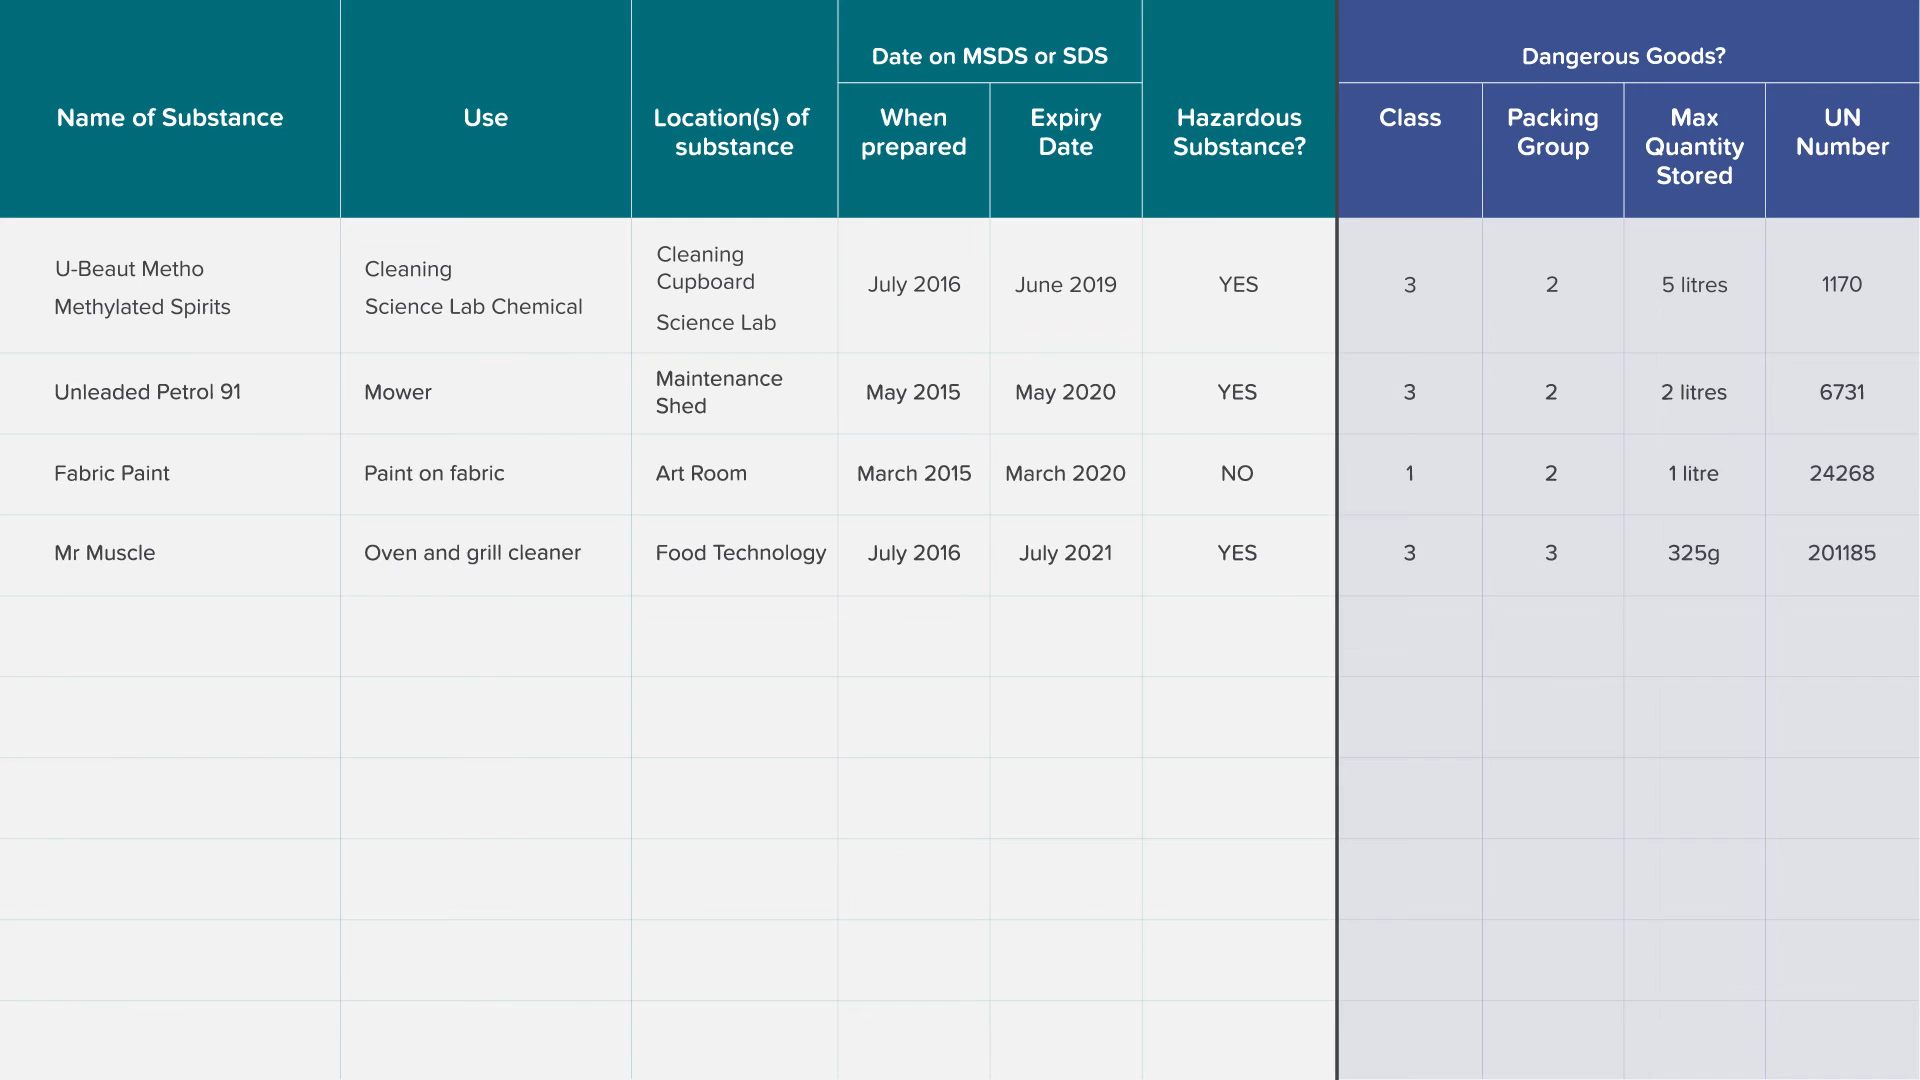 Name of Substance
Use
Location(s) of
substance
Date on MSDS or SDS
When
prepared
Expiry
Date
Hazardous
Substance?
Dangerous Goods?
Class
Packing
Group
Max
Quantity
Stored
UN
Number
U-Beaut Metho
Methylated Spirits
Cleaning
Science Lab Chemical
Cleaning
Cupboard
Science Lab
July 2016
June 2019
YES
3
2
5 litres
1170
Unleaded Petrol 91
Mower
Maintenance
Shed
May 2015
May 2020
YES
3
2
2 litres
6731
Fabric Paint
Paint on fabric
Art Room
March 2015
March 2020
NO
1
2
1 litre
24268
Mr Muscle
Oven and grill cleaner
Food Technology
July 2016
July 2021
YES
3
3
325g
201185